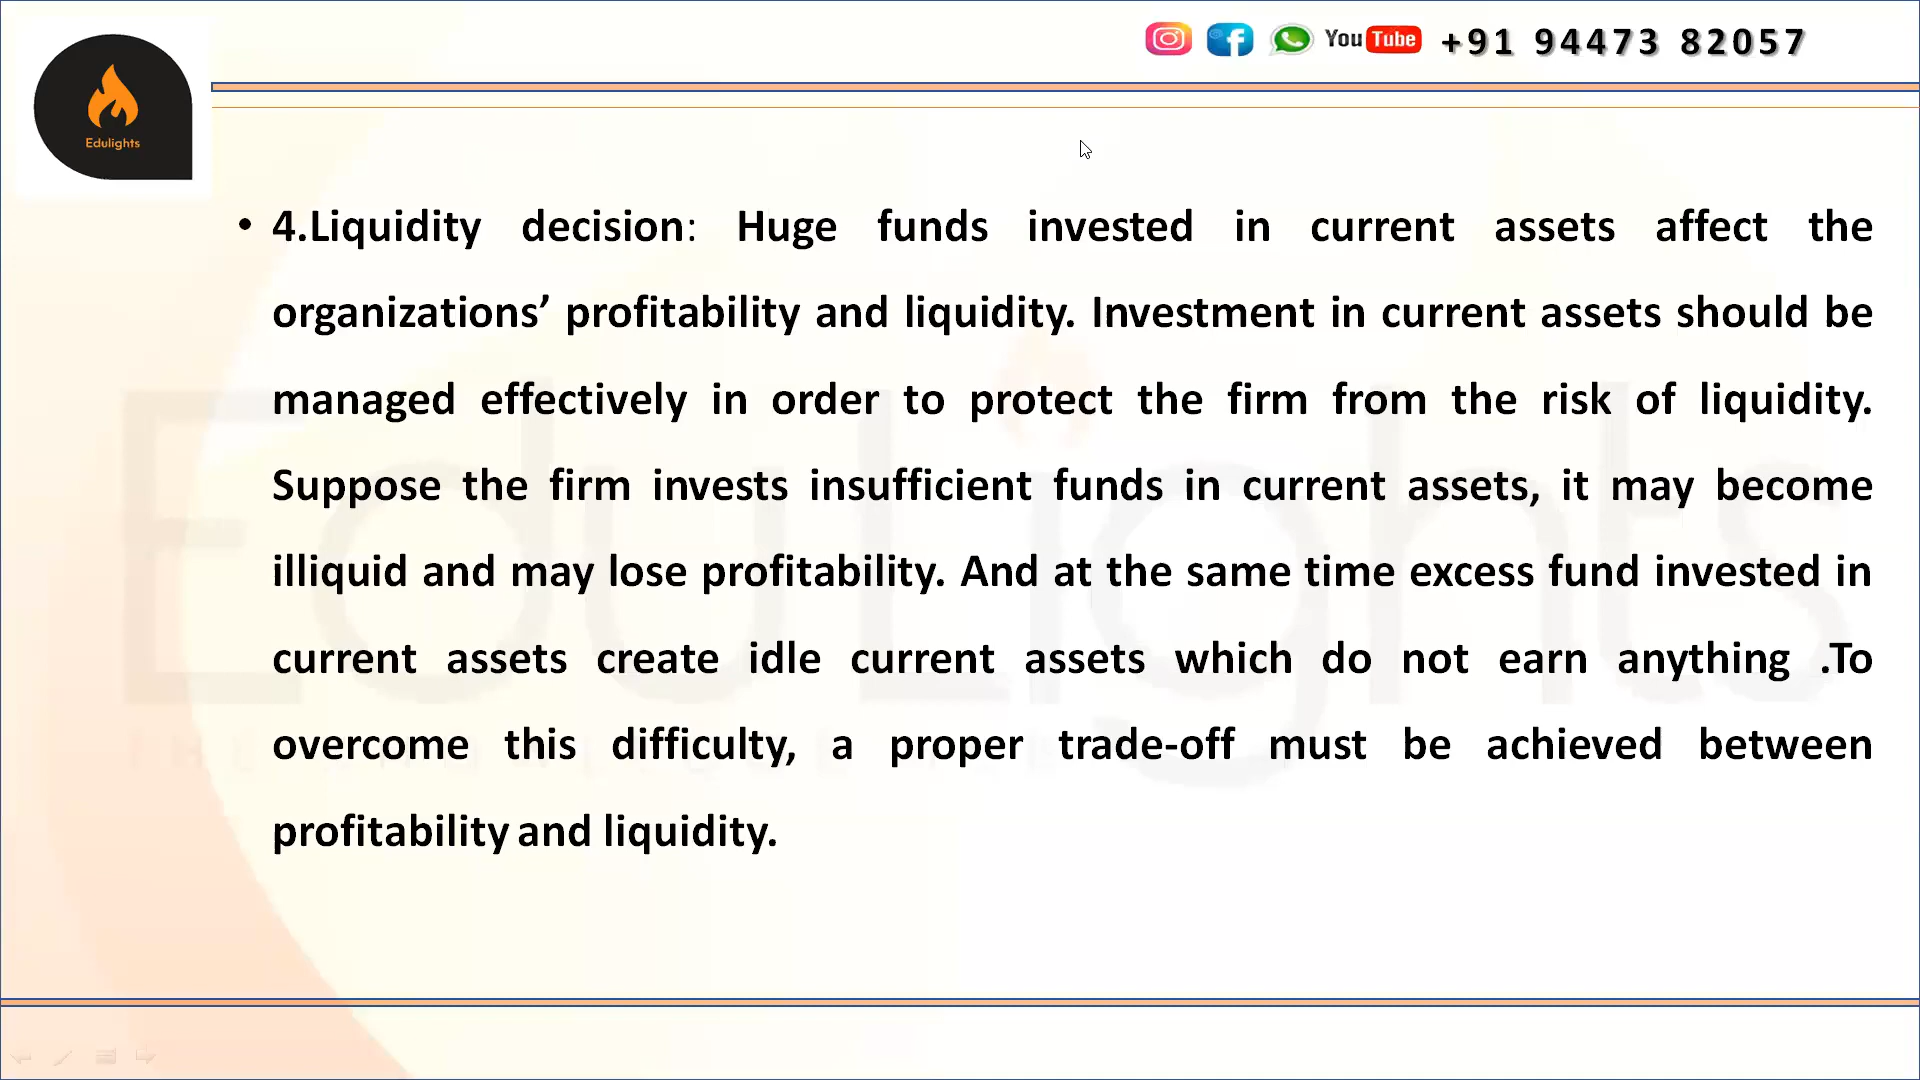 You Tube +91 94473 82057
Edulights
• 4.Liquidity decision: Huge funds invested in current assets affect the
organizations’ profitability and liquidity. Investment in current assets should be
managed effectively in order to protect the firm from the risk of liquidity.
Suppose the firm invests insufficient funds in current assets, it may become
illiquid and may lose profitability. And at the same time excess fund invested in
current assets create idle current assets which do not earn anything .To
overcome this difficulty, a proper trade-off must be achieved between
profitability and liquidity.
EduLights